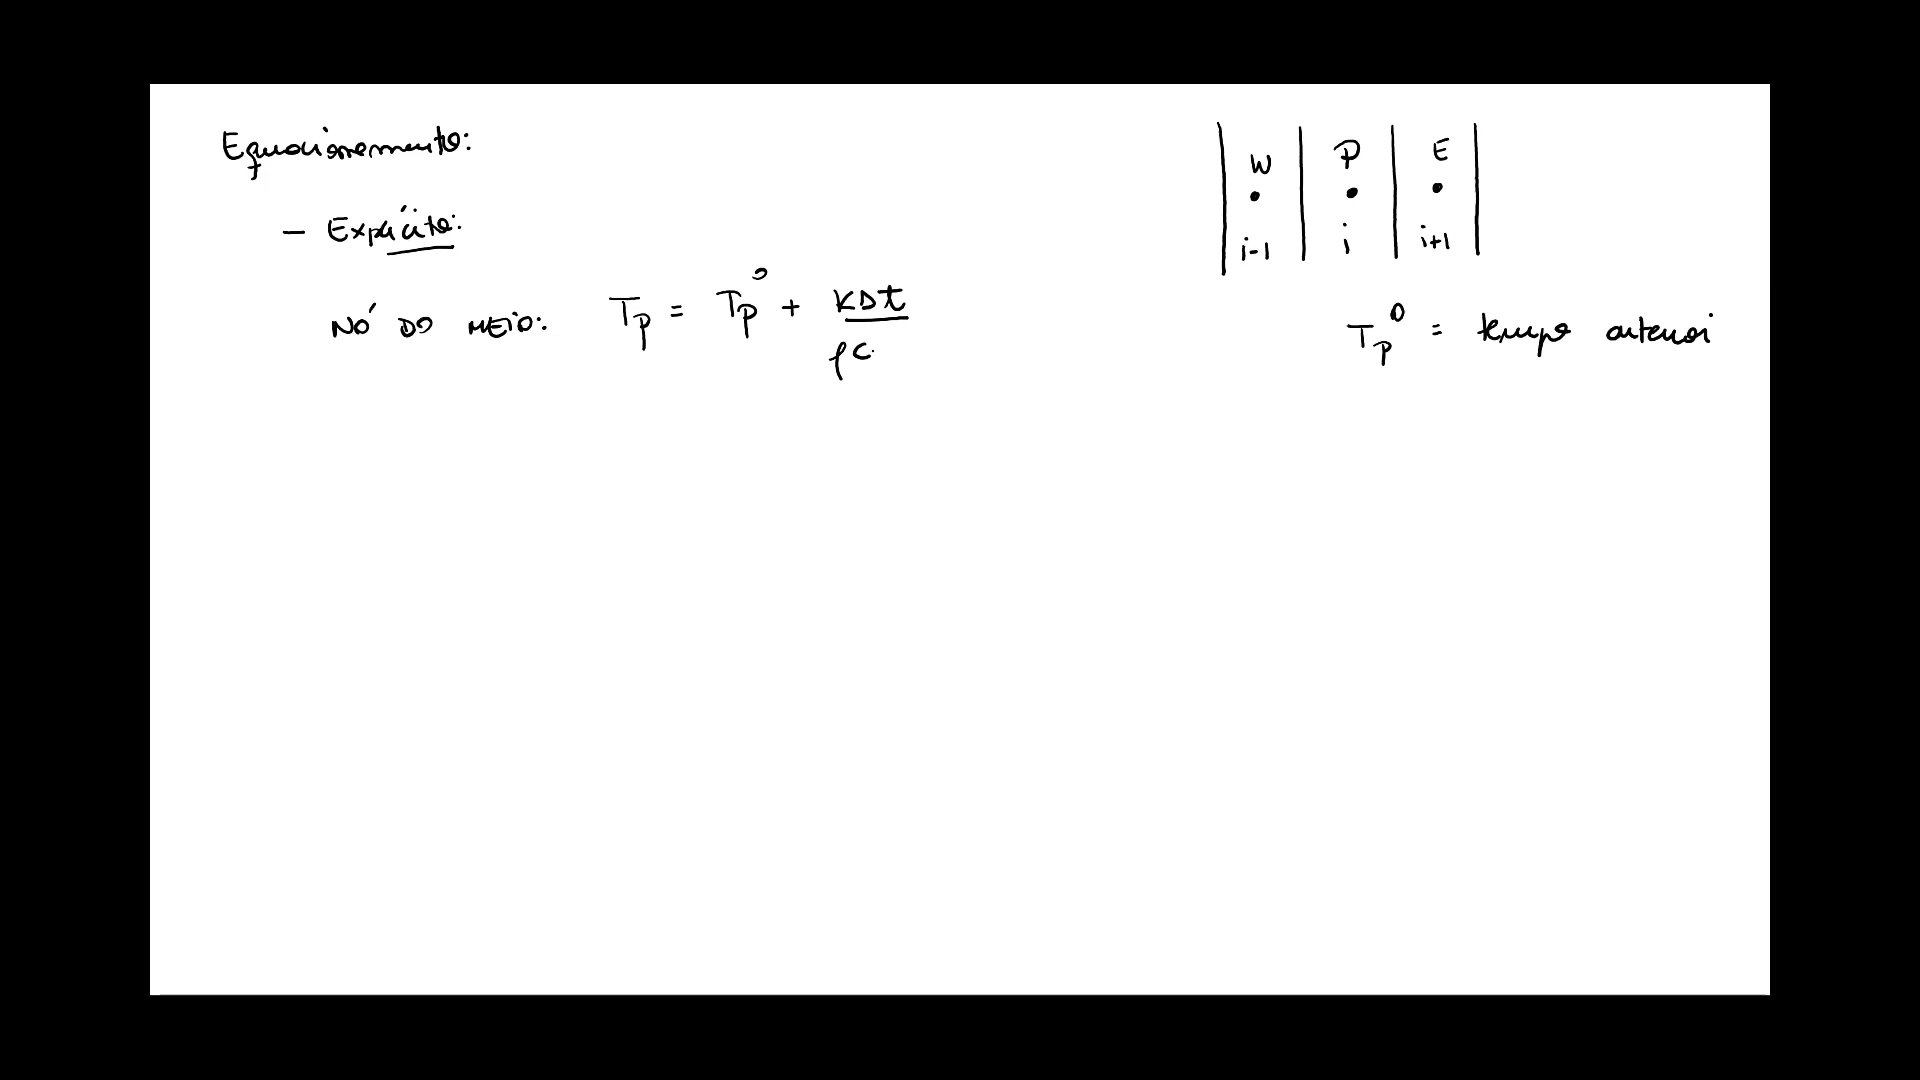 Equacionamento:
W P E
i-1 i i+1
- Explícito:
NÓ DO MEIO: Tp = Tp⁰ + KΔt
ρc
Tp⁰ = tempo anterior